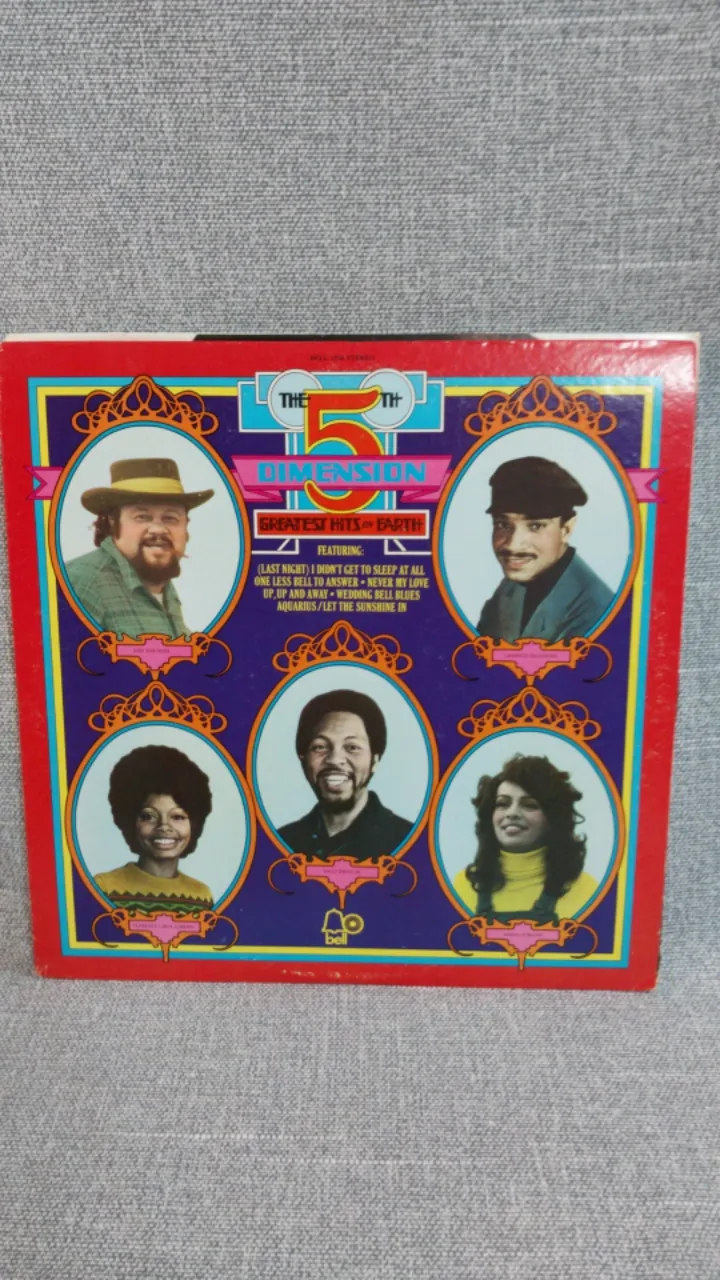 THE 5TH
DIMENSION
GREATEST HITS ON EARTH
FEATURING:
(LAST NIGHT) I DIDN'T GET TO SLEEP AT ALL
ONE LESS BELL TO ANSWER • NEVER MY LOVE
UP, UP AND AWAY • WEDDING BELL BLUES
AQUARIUS/LET THE SUNSHINE IN
bell